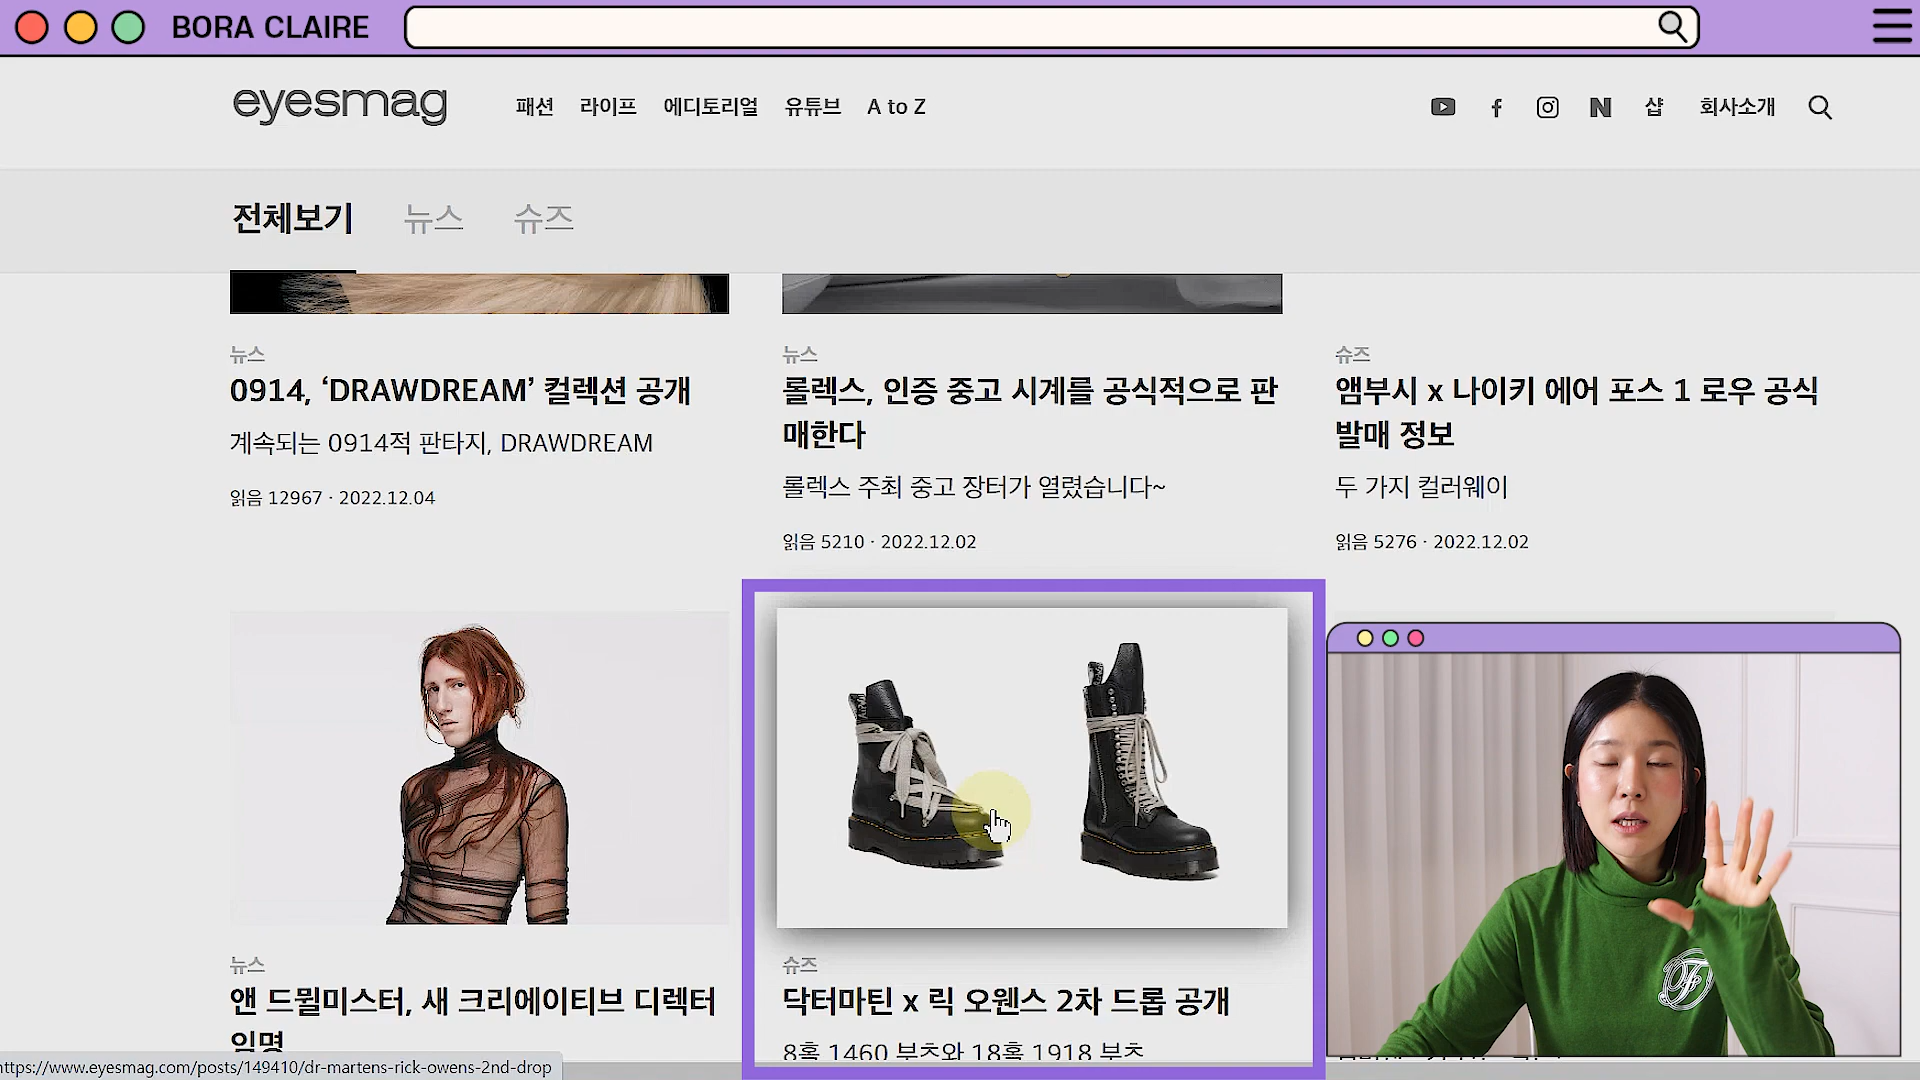 BORA CLAIRE
eyesmag
패션 라이프 에디토리얼 유튜브 A to Z
N 샵 회사소개
전체보기 뉴스 슈즈
뉴스
0914, ‘DRAWDREAM’ 컬렉션 공개
계속되는 0914적 판타지, DRAWDREAM
읽음 12967 · 2022.12.04
뉴스
롤렉스, 인증 중고 시계를 공식적으로 판
매한다
롤렉스 주최 중고 장터가 열렸습니다~
읽음 5210 · 2022.12.02
슈즈
앰부시 x 나이키 에어 포스 1 로우 공식
발매 정보
두 가지 컬러웨이
읽음 5276 · 2022.12.02
뉴스
앤 드뮐미스터, 새 크리에이티브 디렉터
임명
슈즈
닥터마틴 x 릭 오웬스 2차 드롭 공개
8홀 1460 부츠와 18홀 1918 부츠
https://www.eyesmag.com/posts/149410/dr-martens-rick-owens-2nd-drop